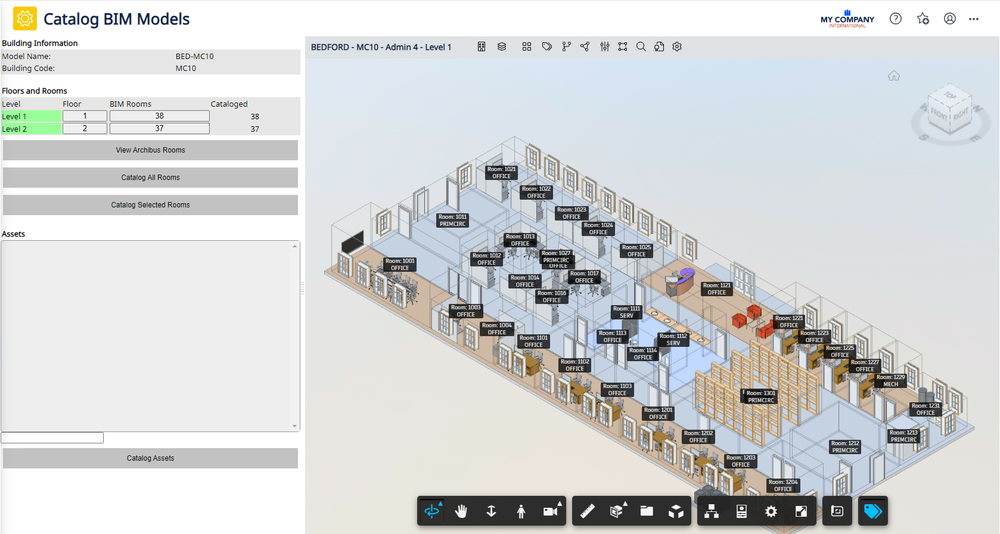 Catalog BIM Models
MY COMPANY
INTERNATIONAL
Building Information
Model Name: BED-MC10
Building Code: MC10
Floors and Rooms
Level Floor BIM Rooms Cataloged
Level 1 1 38 38
Level 2 2 37 37
View Archibus Rooms
Catalog All Rooms
Catalog Selected Rooms
Assets
Catalog Assets
BEDFORD - MC10 - Admin 4 - Level 1
FRONT
RIGHT
Room: 1021
OFFICE
Room: 1022
OFFICE
Room: 1023
OFFICE
Room: 1024
OFFICE
Room: 1025
OFFICE
Room: 1011
PRIMCIRC
Room: 1013
OFFICE
Room: 1012
OFFICE
Room: 1027
PRIMCIRC
OFFICE
Room: 1001
OFFICE
Room: 1014
OFFICE
Room: 1017
OFFICE
Room: 1016
OFFICE
Room: 1121
OFFICE
Room: 1003
OFFICE
Room: 1111
SERV
Room: 1004
OFFICE
Room: 1101
OFFICE
Room: 1113
OFFICE
Room: 1112
SERV
Room: 1114
OFFICE
Room: 1221
OFFICE
Room: 1223
OFFICE
Room: 1225
OFFICE
Room: 1227
OFFICE
Room: 1229
MECH
Room: 1231
OFFICE
Room: 1102
OFFICE
Room: 1103
OFFICE
Room: 1301
PRIMCIRC
Room: 1201
OFFICE
Room: 1202
OFFICE
Room: 1213
PRIMCIRC
Room: 1212
PRIMCIRC
Room: 1203
OFFICE
Room: 1204
OFFICE